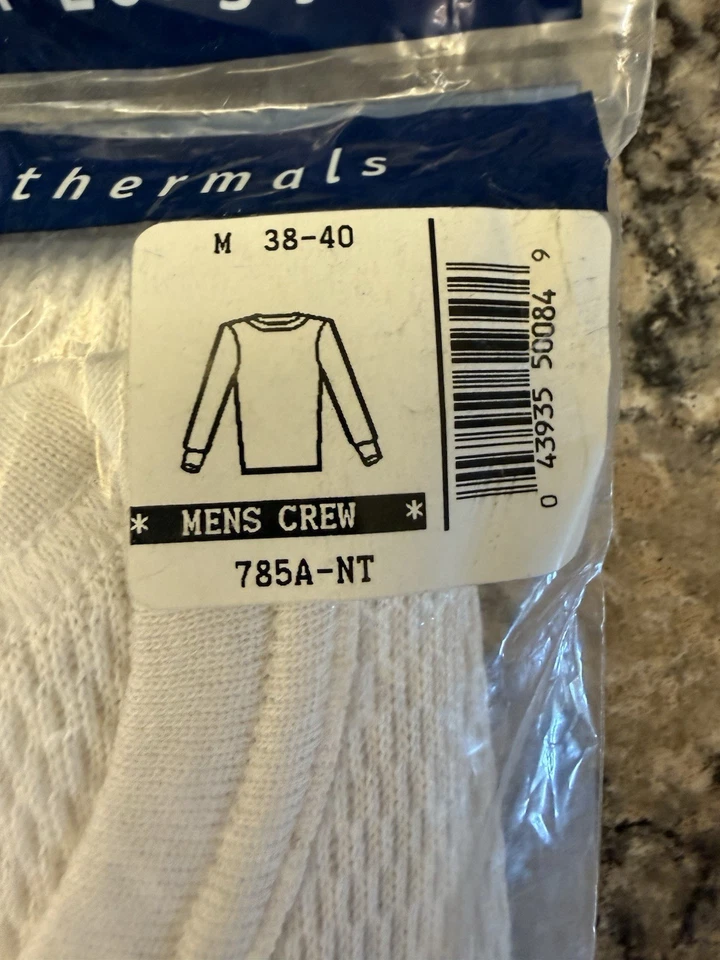 thermals
M 38-40
* MENS CREW *
785A-NT
0 43935 50084 9